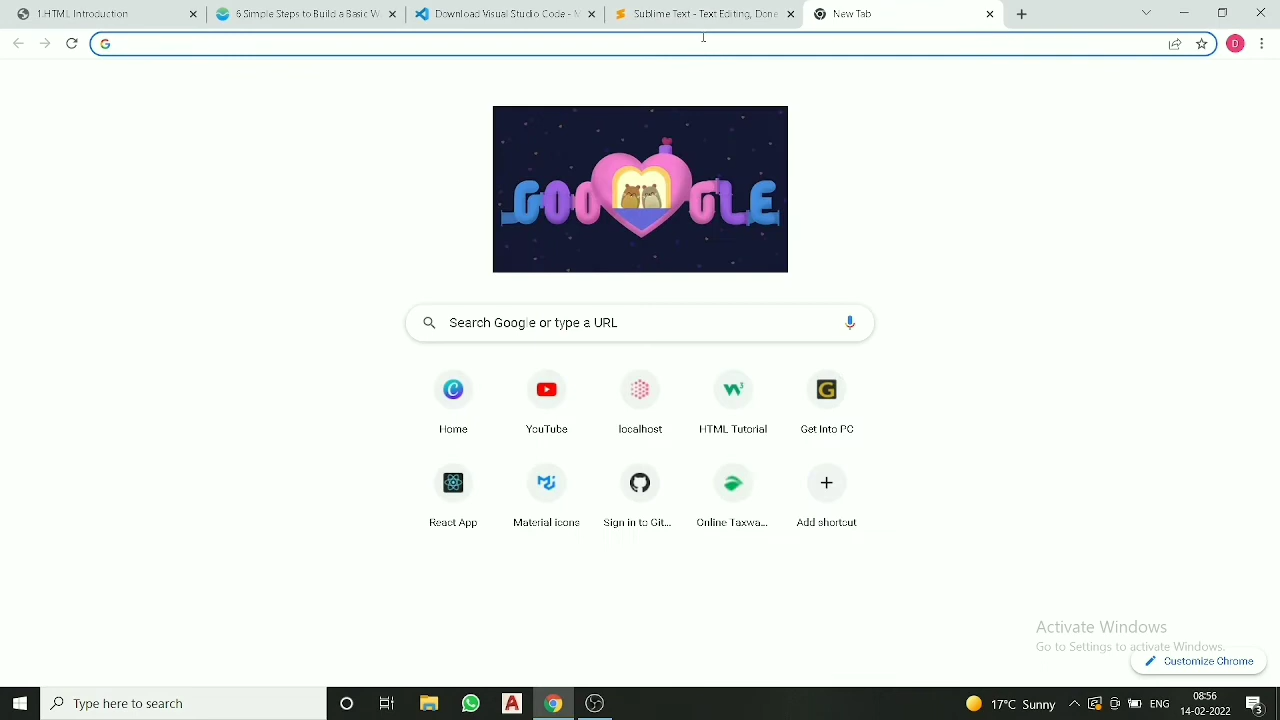 1.HTML Introduction
6 Simple Steps to Build a Basic W
Download Visual Studio Code - M
Sublime Text - Text Editing, Done
New Tab
GOOGLE
Search Google or type a URL
Home
YouTube
localhost
HTML Tutorial
Get Into PC
React App
Material icons
Sign in to Git...
Online Taxwa...
Add shortcut
Activate Windows
Go to Settings to activate Windows.
Customize Chrome
Type here to search
17°C Sunny
ENG
08:56
14-02-2022
3
D